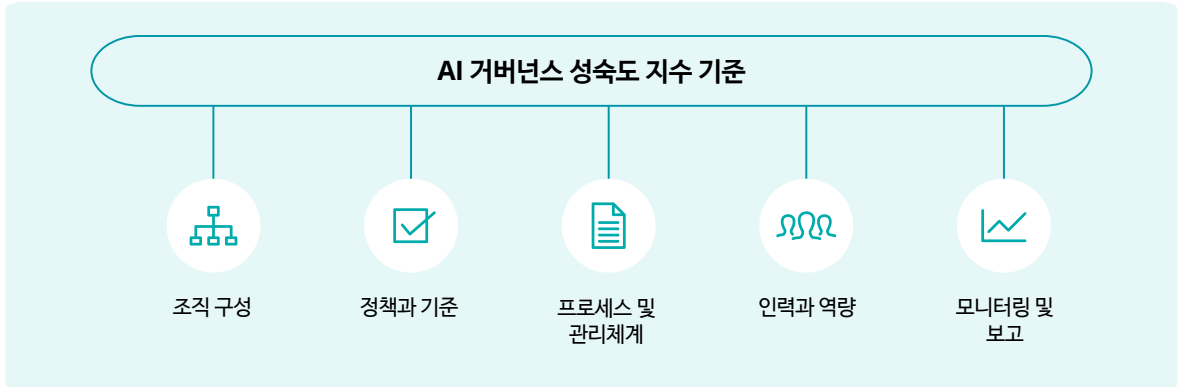 AI 거버넌스 성숙도 지수 기준
조직 구성
정책과 기준
프로세스 및
관리체계
인력과 역량
모니터링 및
보고